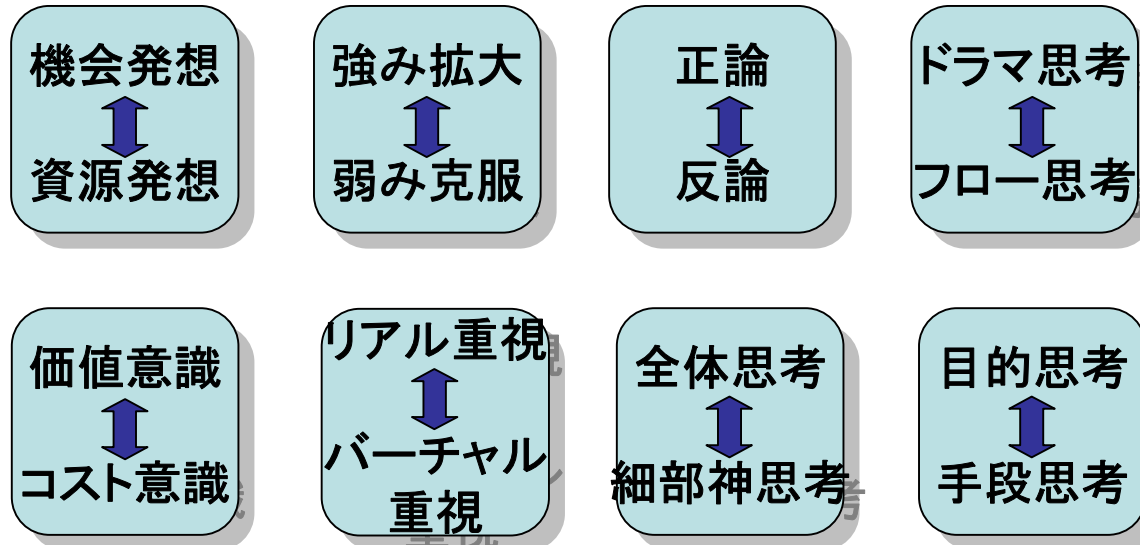 機会発想
資源発想
強み拡大
弱み克服
正論
反論
ドラマ思考
フロー思考
価値意識
コスト意識
リアル重視
バーチャル
重視
全体思考
細部神思考
目的思考
手段思考